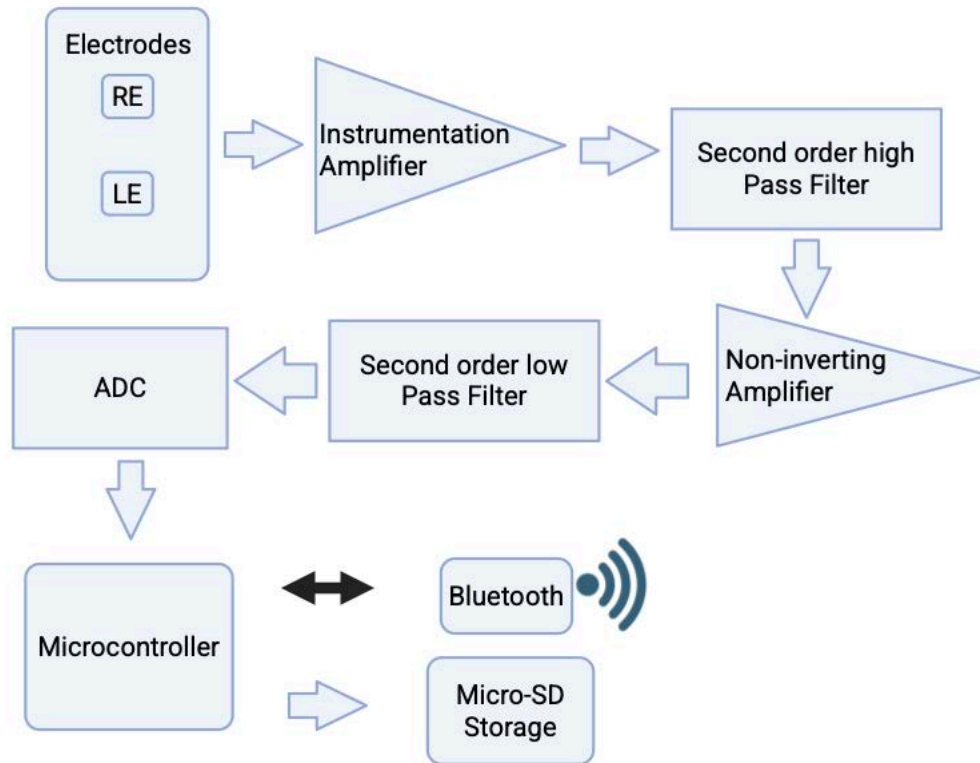 Electrodes
RE
LE
Instrumentation
Amplifier
Second order high
Pass Filter
Non-inverting
Amplifier
Second order low
Pass Filter
ADC
Microcontroller
Bluetooth
Micro-SD
Storage